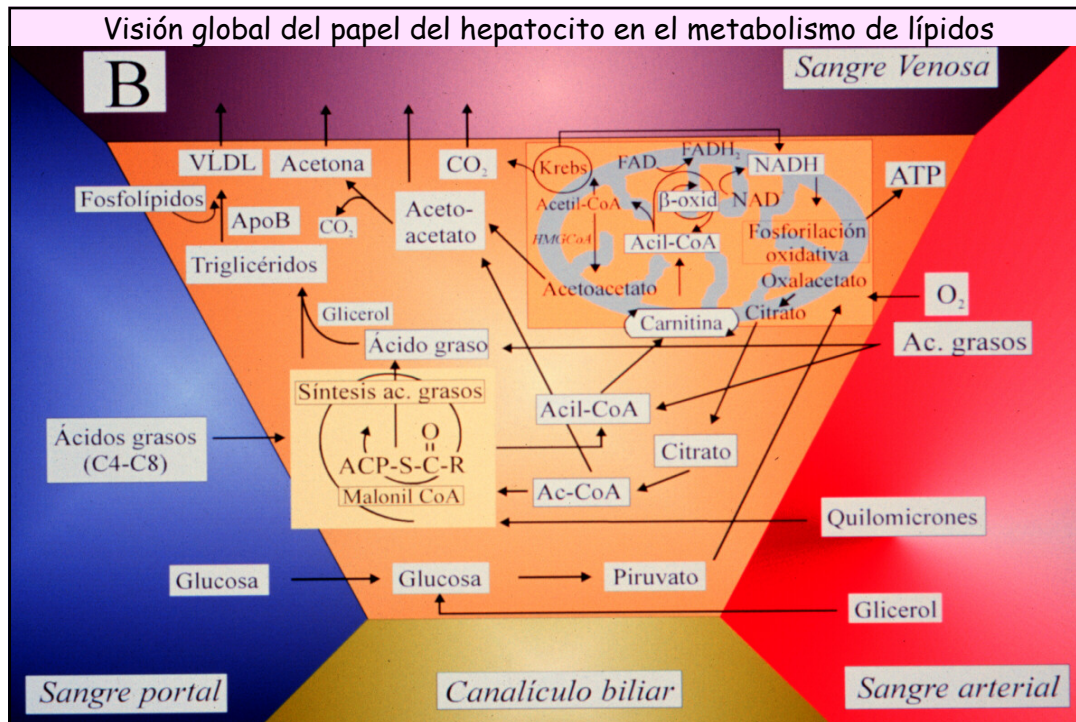 Visión global del papel del hepatocito en el metabolismo de lípidos
B
Sangre Venosa
VLDL
Acetona
CO2
Krebs
FAD
FADH2
NADH
ATP
Fosfolípidos
ApoB
CO2
Aceto-
acetato
Acetil-CoA
β-oxid
NAD
HMGCoA
Acil-CoA
Fosforilación
oxidativa
Triglicéridos
Acetoacetato
Oxalacetato
O2
Glicerol
Carnitina
Citrato
Ácido graso
Ac. grasos
Síntesis ac. grasos
Acil-CoA
Ácidos grasos
(C4-C8)
O
ACP-S-C-R
Citrato
Malonil CoA
Ac-CoA
Quilomicrones
Glucosa
Glucosa
Piruvato
Glicerol
Sangre portal
Canalículo biliar
Sangre arterial